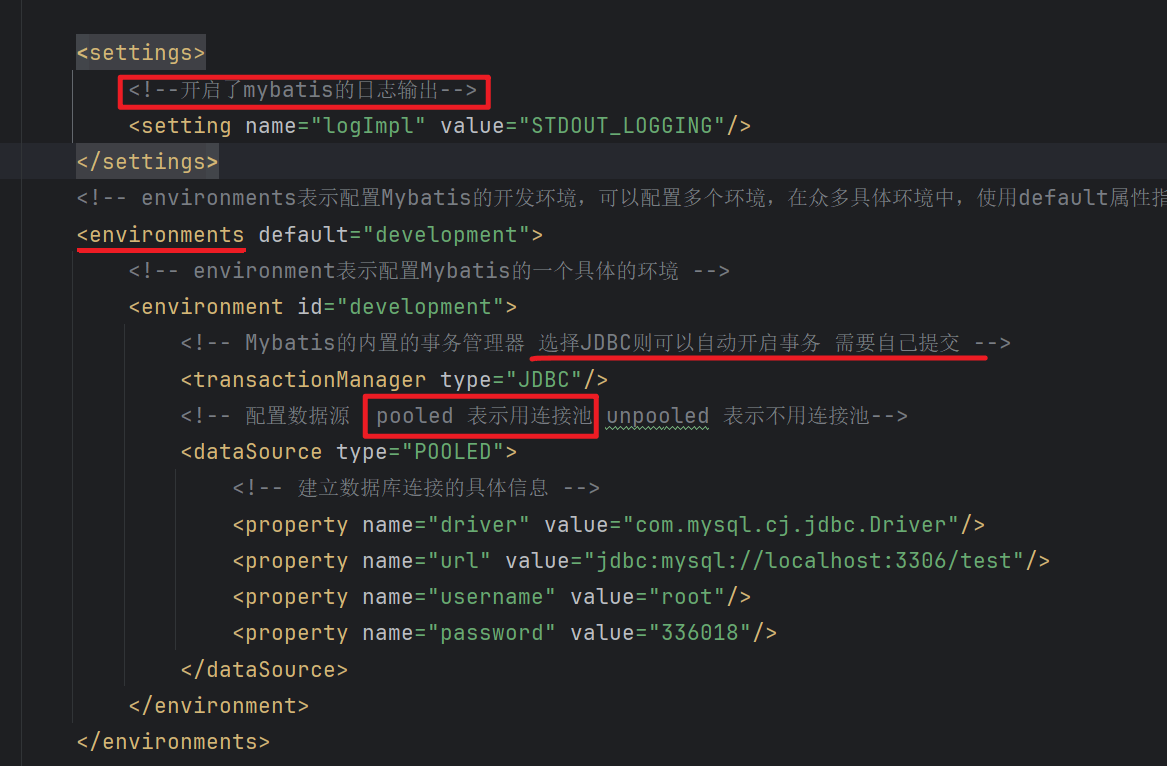 <settings>
<!--开启了mybatis的日志输出-->
<setting name="logImpl" value="STDOUT_LOGGING"/>
</settings>
<!-- environments表示配置Mybatis的开发环境，可以配置多个环境，在众多具体环境中，使用default属性指
<environments default="development">
<!-- environment表示配置Mybatis的一个具体的环境 -->
<environment id="development">
<!-- Mybatis的内置的事务管理器 选择JDBC则可以自动开启事务 需要自己提交 -->
<transactionManager type="JDBC"/>
<!-- 配置数据源 pooled 表示用连接池 unpooled 表示不用连接池-->
<dataSource type="POOLED">
<!-- 建立数据库连接的具体信息 -->
<property name="driver" value="com.mysql.cj.jdbc.Driver"/>
<property name="url" value="jdbc:mysql://localhost:3306/test"/>
<property name="username" value="root"/>
<property name="password" value="336018"/>
</dataSource>
</environment>
</environments>